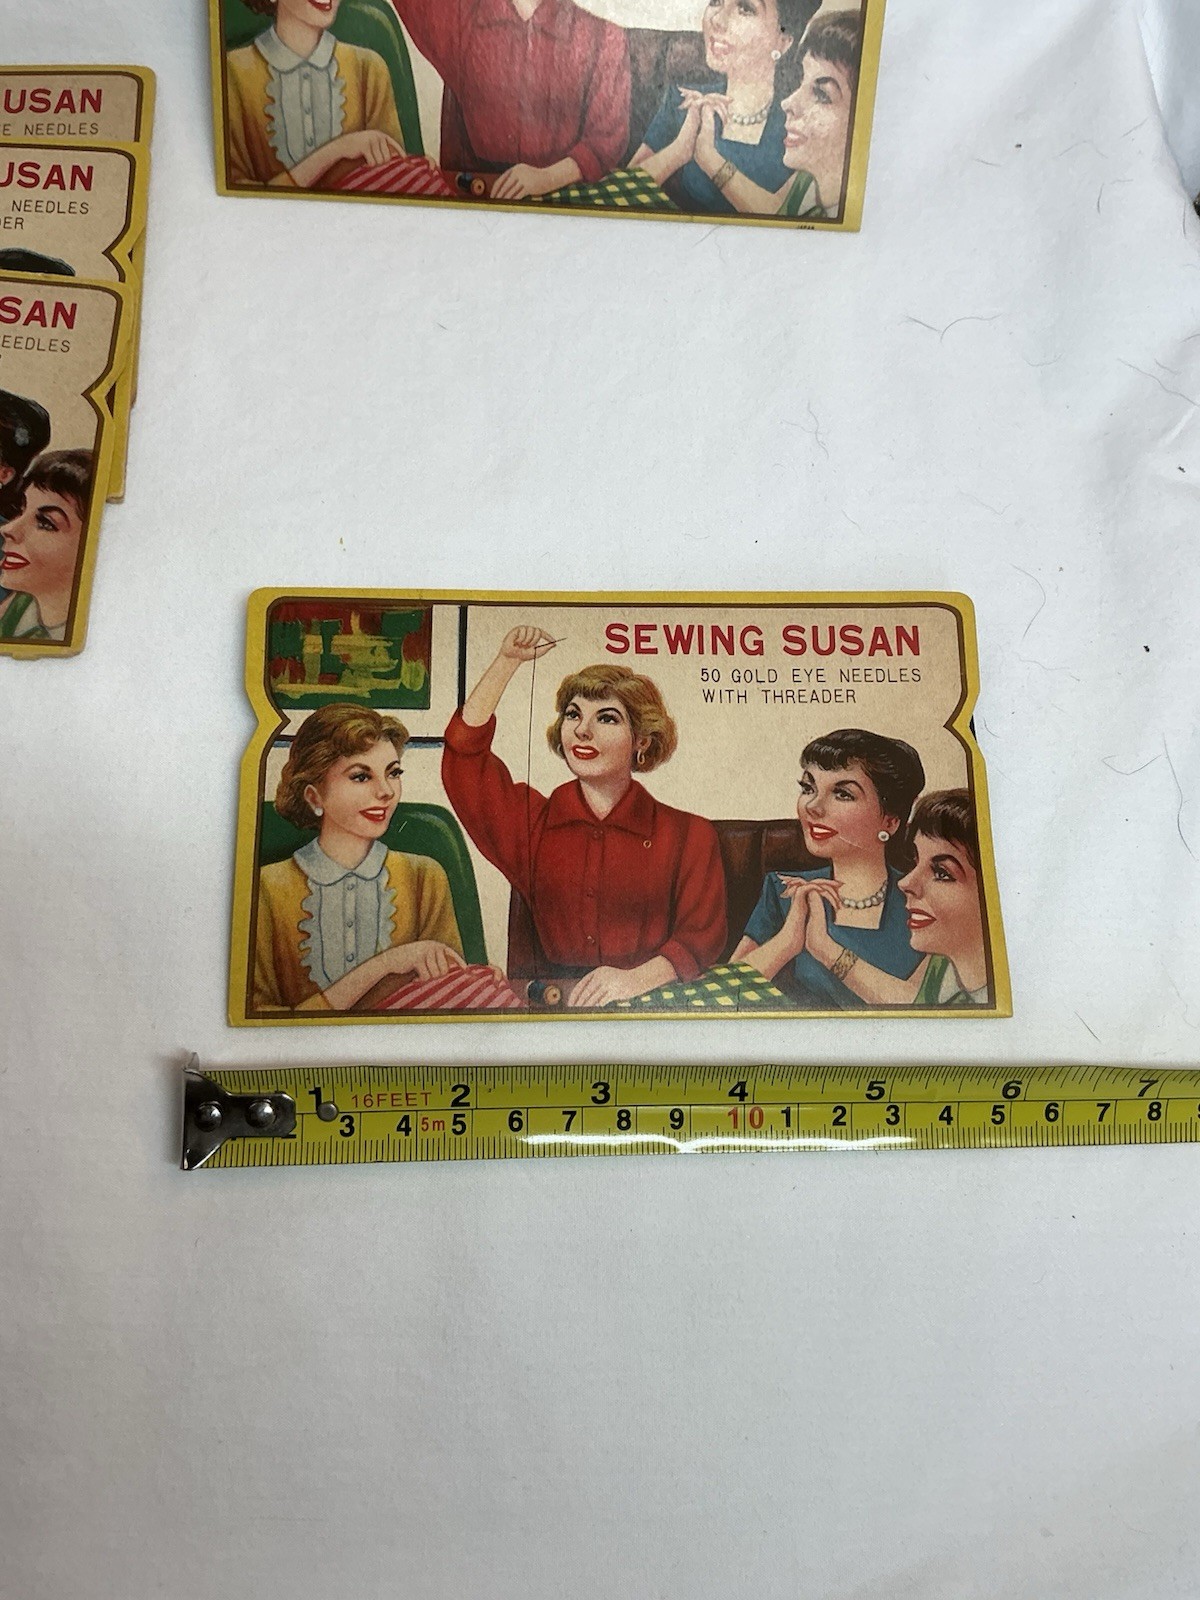 USAN
E NEEDLES
USAN
NEEDLES
DER
SAN
EEDLES
JAPAN
SEWING SUSAN
50 GOLD EYE NEEDLES
WITH THREADER
1 16FEET 2 3 4 5 6 7
3 4 5m 5 6 7 8 9 10 1 2 3 4 5 6 7 8